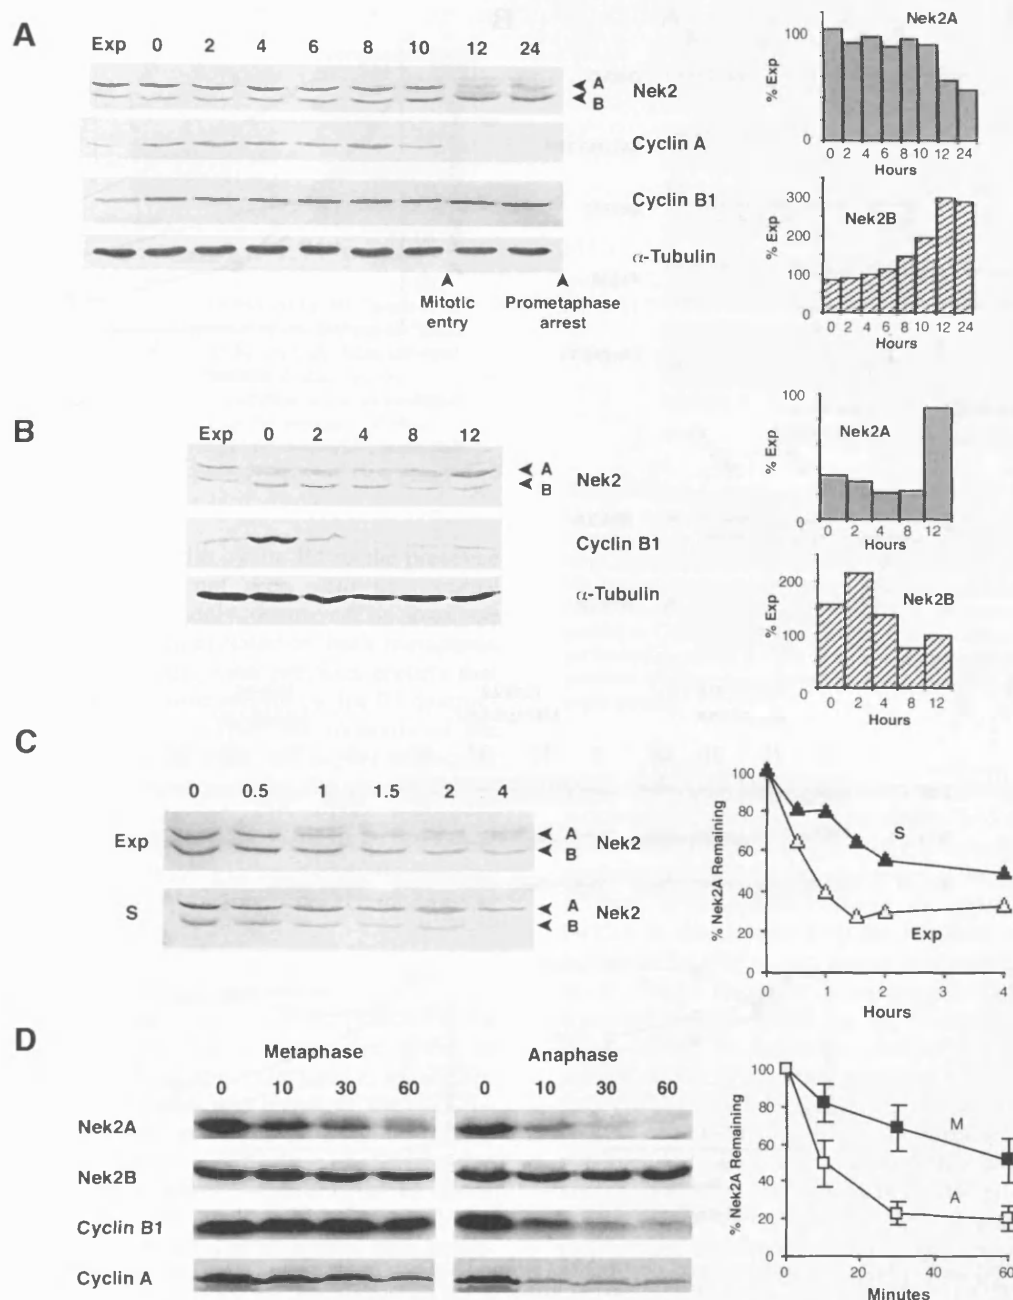 A
Exp 0 2 4 6 8 10 12 24
A
B
Nek2
Cyclin A
Cyclin B1
α-Tubulin
Mitotic
entry
Prometaphase
arrest
Nek2A
100
0
% Exp
0 2 4 6 8 10 12 24
Hours
Nek2B
300
200
100
0
% Exp
0 2 4 6 8 10 12 24
Hours
B
Exp 0 2 4 8 12
A
B
Nek2
Cyclin B1
α-Tubulin
Nek2A
100
0
% Exp
0 2 4 8 12
Hours
Nek2B
200
100
0
% Exp
0 2 4 8 12
Hours
C
0 0.5 1 1.5 2 4
Exp
A
B
Nek2
S
A
B
Nek2
% Nek2A Remaining
100
80
60
40
20
0
S
Exp
0 1 2 3 4
Hours
D
Metaphase
Anaphase
0 10 30 60
0 10 30 60
Nek2A
Nek2B
Cyclin B1
Cyclin A
% Nek2A Remaining
100
80
60
40
20
0
M
A
0 20 40 60
Minutes